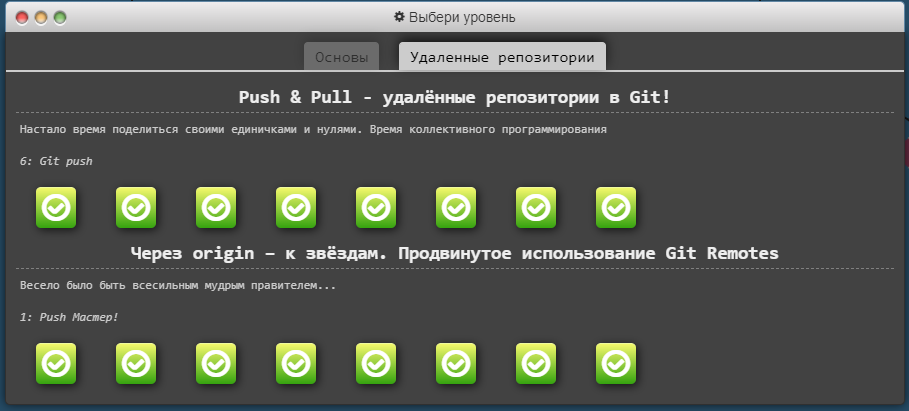 Выбери уровень
Основы
Удаленные репозитории
Push & Pull - удалённые репозитории в Git!
Настало время поделиться своими единичками и нулями. Время коллективного программирования
6: Git push
Через origin – к звёздам. Продвинутое использование Git Remotes
Весело было быть всесильным мудрым правителем...
1: Push Мастер!